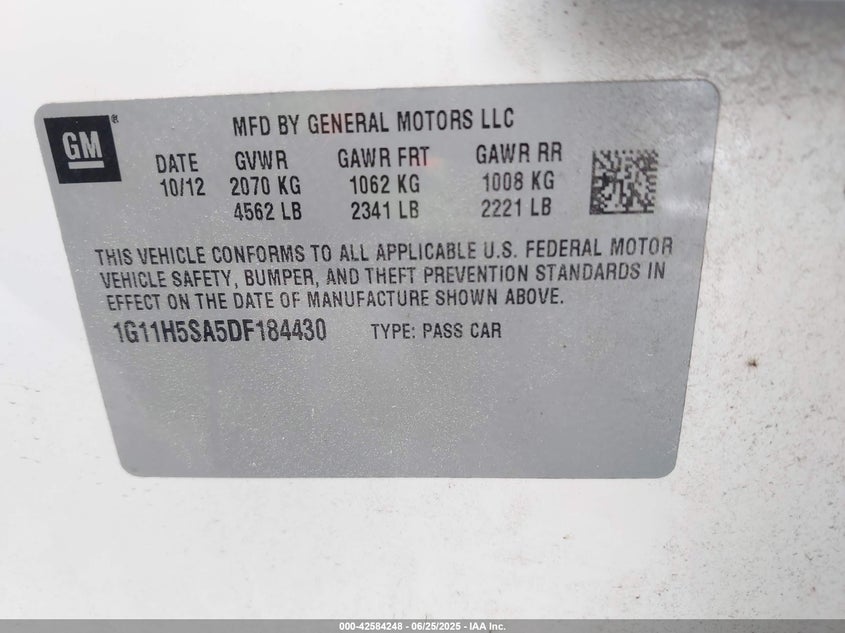 GM®
MFD BY GENERAL MOTORS LLC
DATE GVWR GAWR FRT GAWR RR
10/12 2070 KG 1062 KG 1008 KG
4562 LB 2341 LB 2221 LB
THIS VEHICLE CONFORMS TO ALL APPLICABLE U.S. FEDERAL MOTOR
VEHICLE SAFETY, BUMPER, AND THEFT PREVENTION STANDARDS IN
EFFECT ON THE DATE OF MANUFACTURE SHOWN ABOVE.
1G11H5SA5DF184430 TYPE: PASS CAR
000-42584248 - 06/25/2025 - IAA Inc.